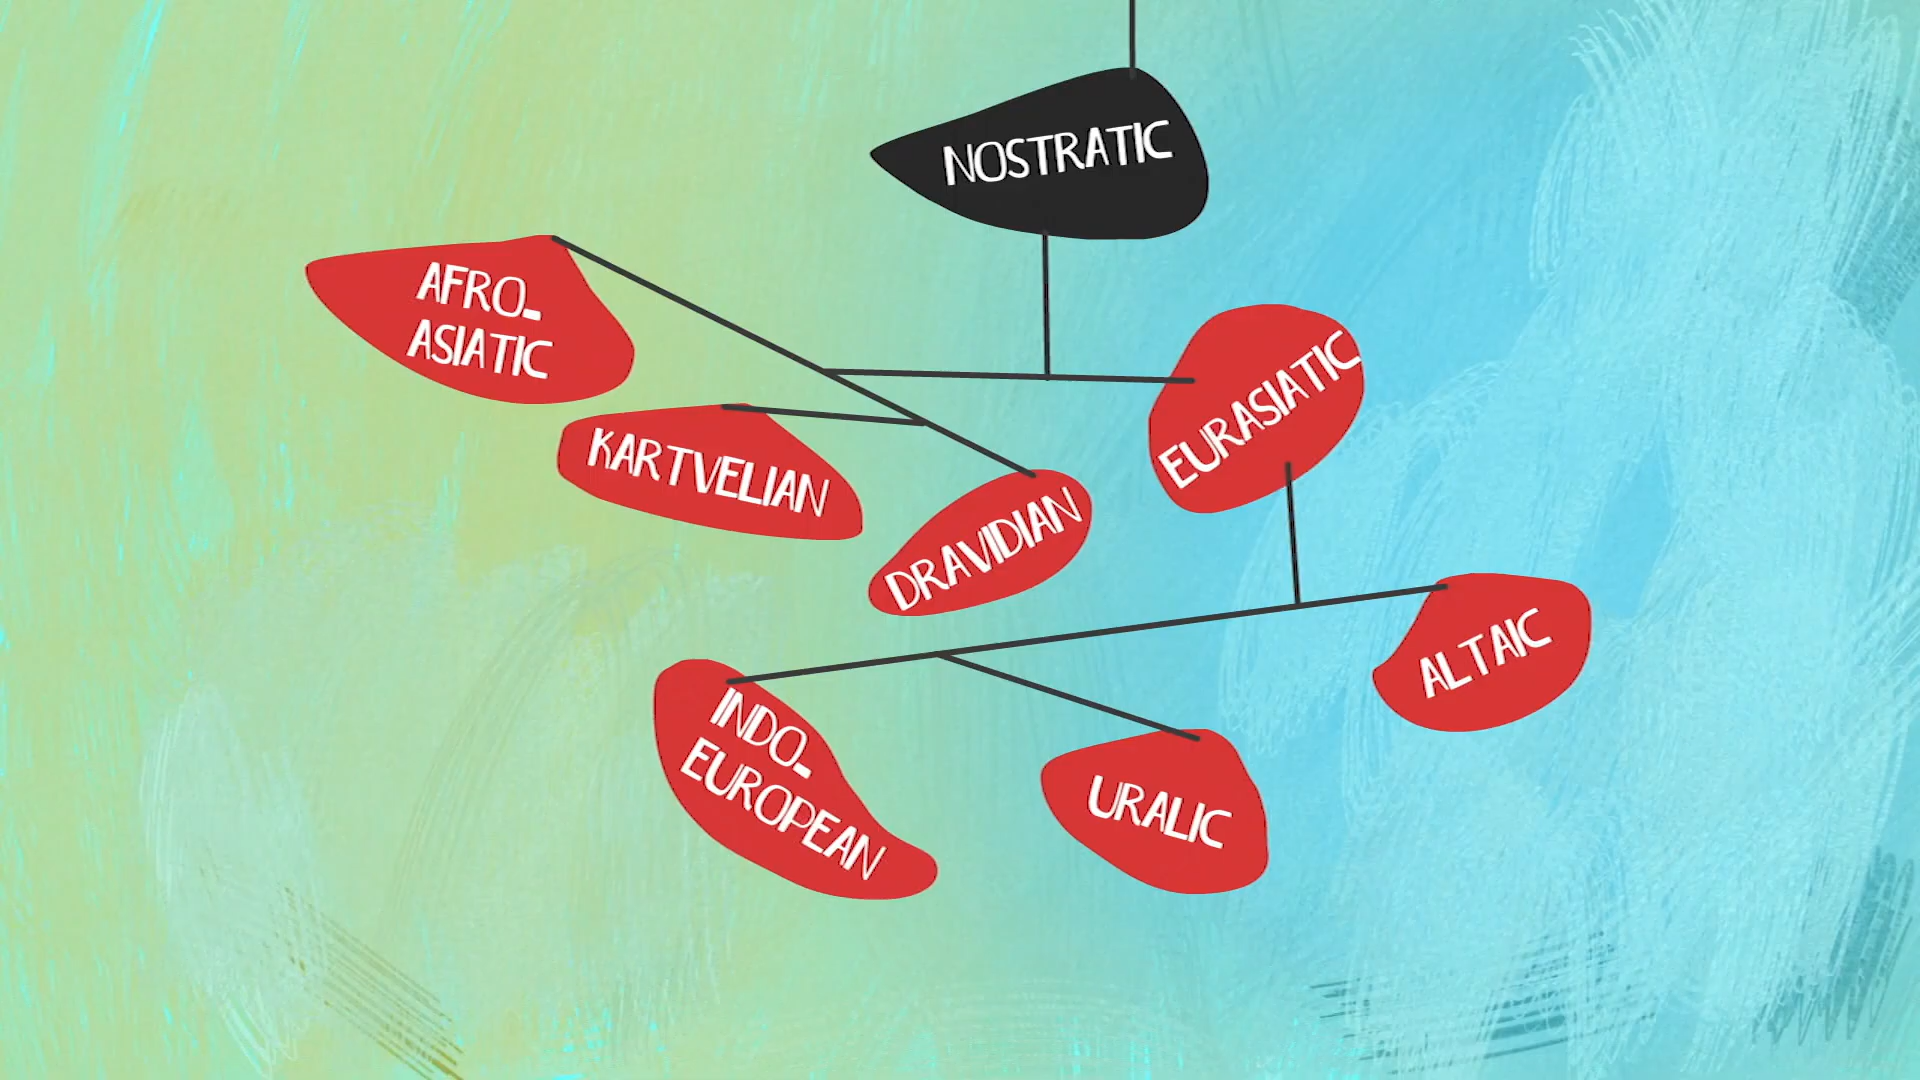 NOSTRATIC
AFRO-
ASIATIC
EURASIATIC
KARTVELIAN
DRAVIDIAN
ALTAIC
INDO-
EUROPEAN
URALIC